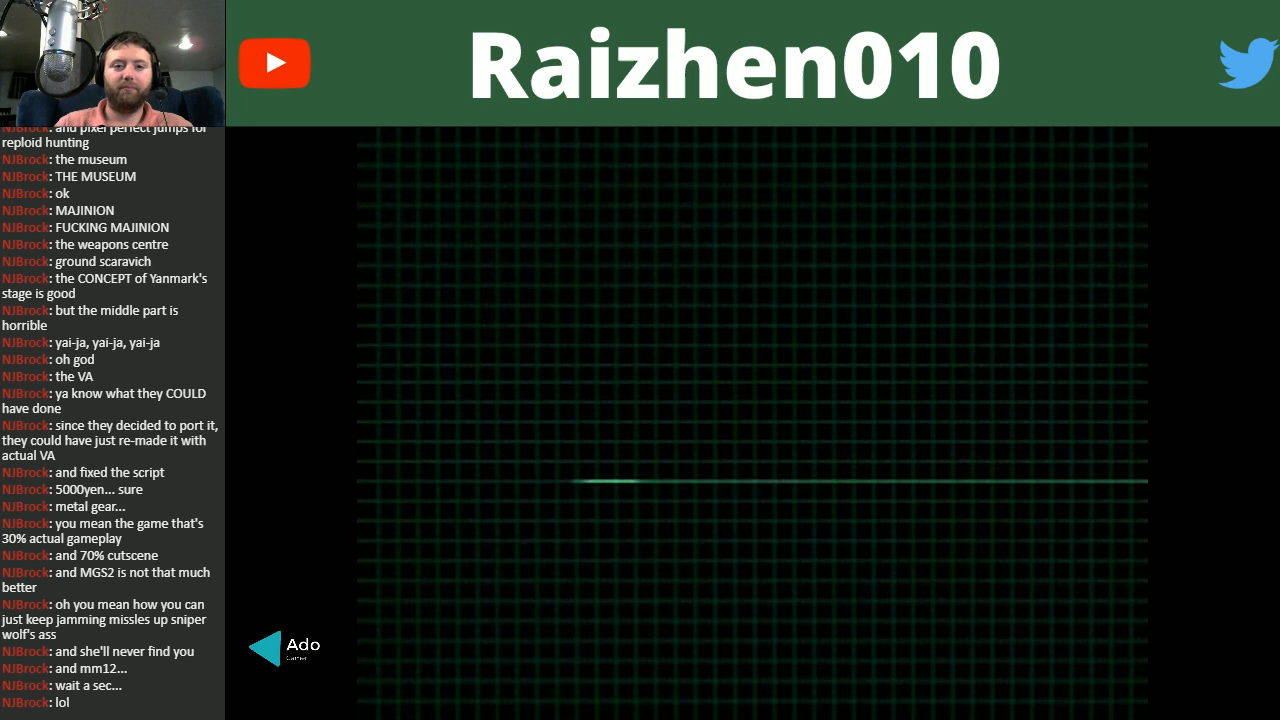 Raizhen010
NJBrock: and pixel perfect jumps for
reploid hunting
NJBrock: the museum
NJBrock: THE MUSEUM
NJBrock: ok
NJBrock: MAJINION
NJBrock: FUCKING MAJINION
NJBrock: the weapons centre
NJBrock: ground scaravich
NJBrock: the CONCEPT of Yanmark's
stage is good
NJBrock: but the middle part is
horrible
NJBrock: yai-ja, yai-ja, yai-ja
NJBrock: oh god
NJBrock: the VA
NJBrock: ya know what they COULD
have done
NJBrock: since they decided to port it,
they could have just re-made it with
actual VA
NJBrock: and fixed the script
NJBrock: 5000yen... sure
NJBrock: metal gear...
NJBrock: you mean the game that's
30% actual gameplay
NJBrock: and 70% cutscene
NJBrock: and MGS2 is not that much
better
NJBrock: oh you mean how you can
just keep jamming missles up sniper
wolf's ass
NJBrock: and she'll never find you
NJBrock: and mm12...
NJBrock: wait a sec...
NJBrock: lol
Ado